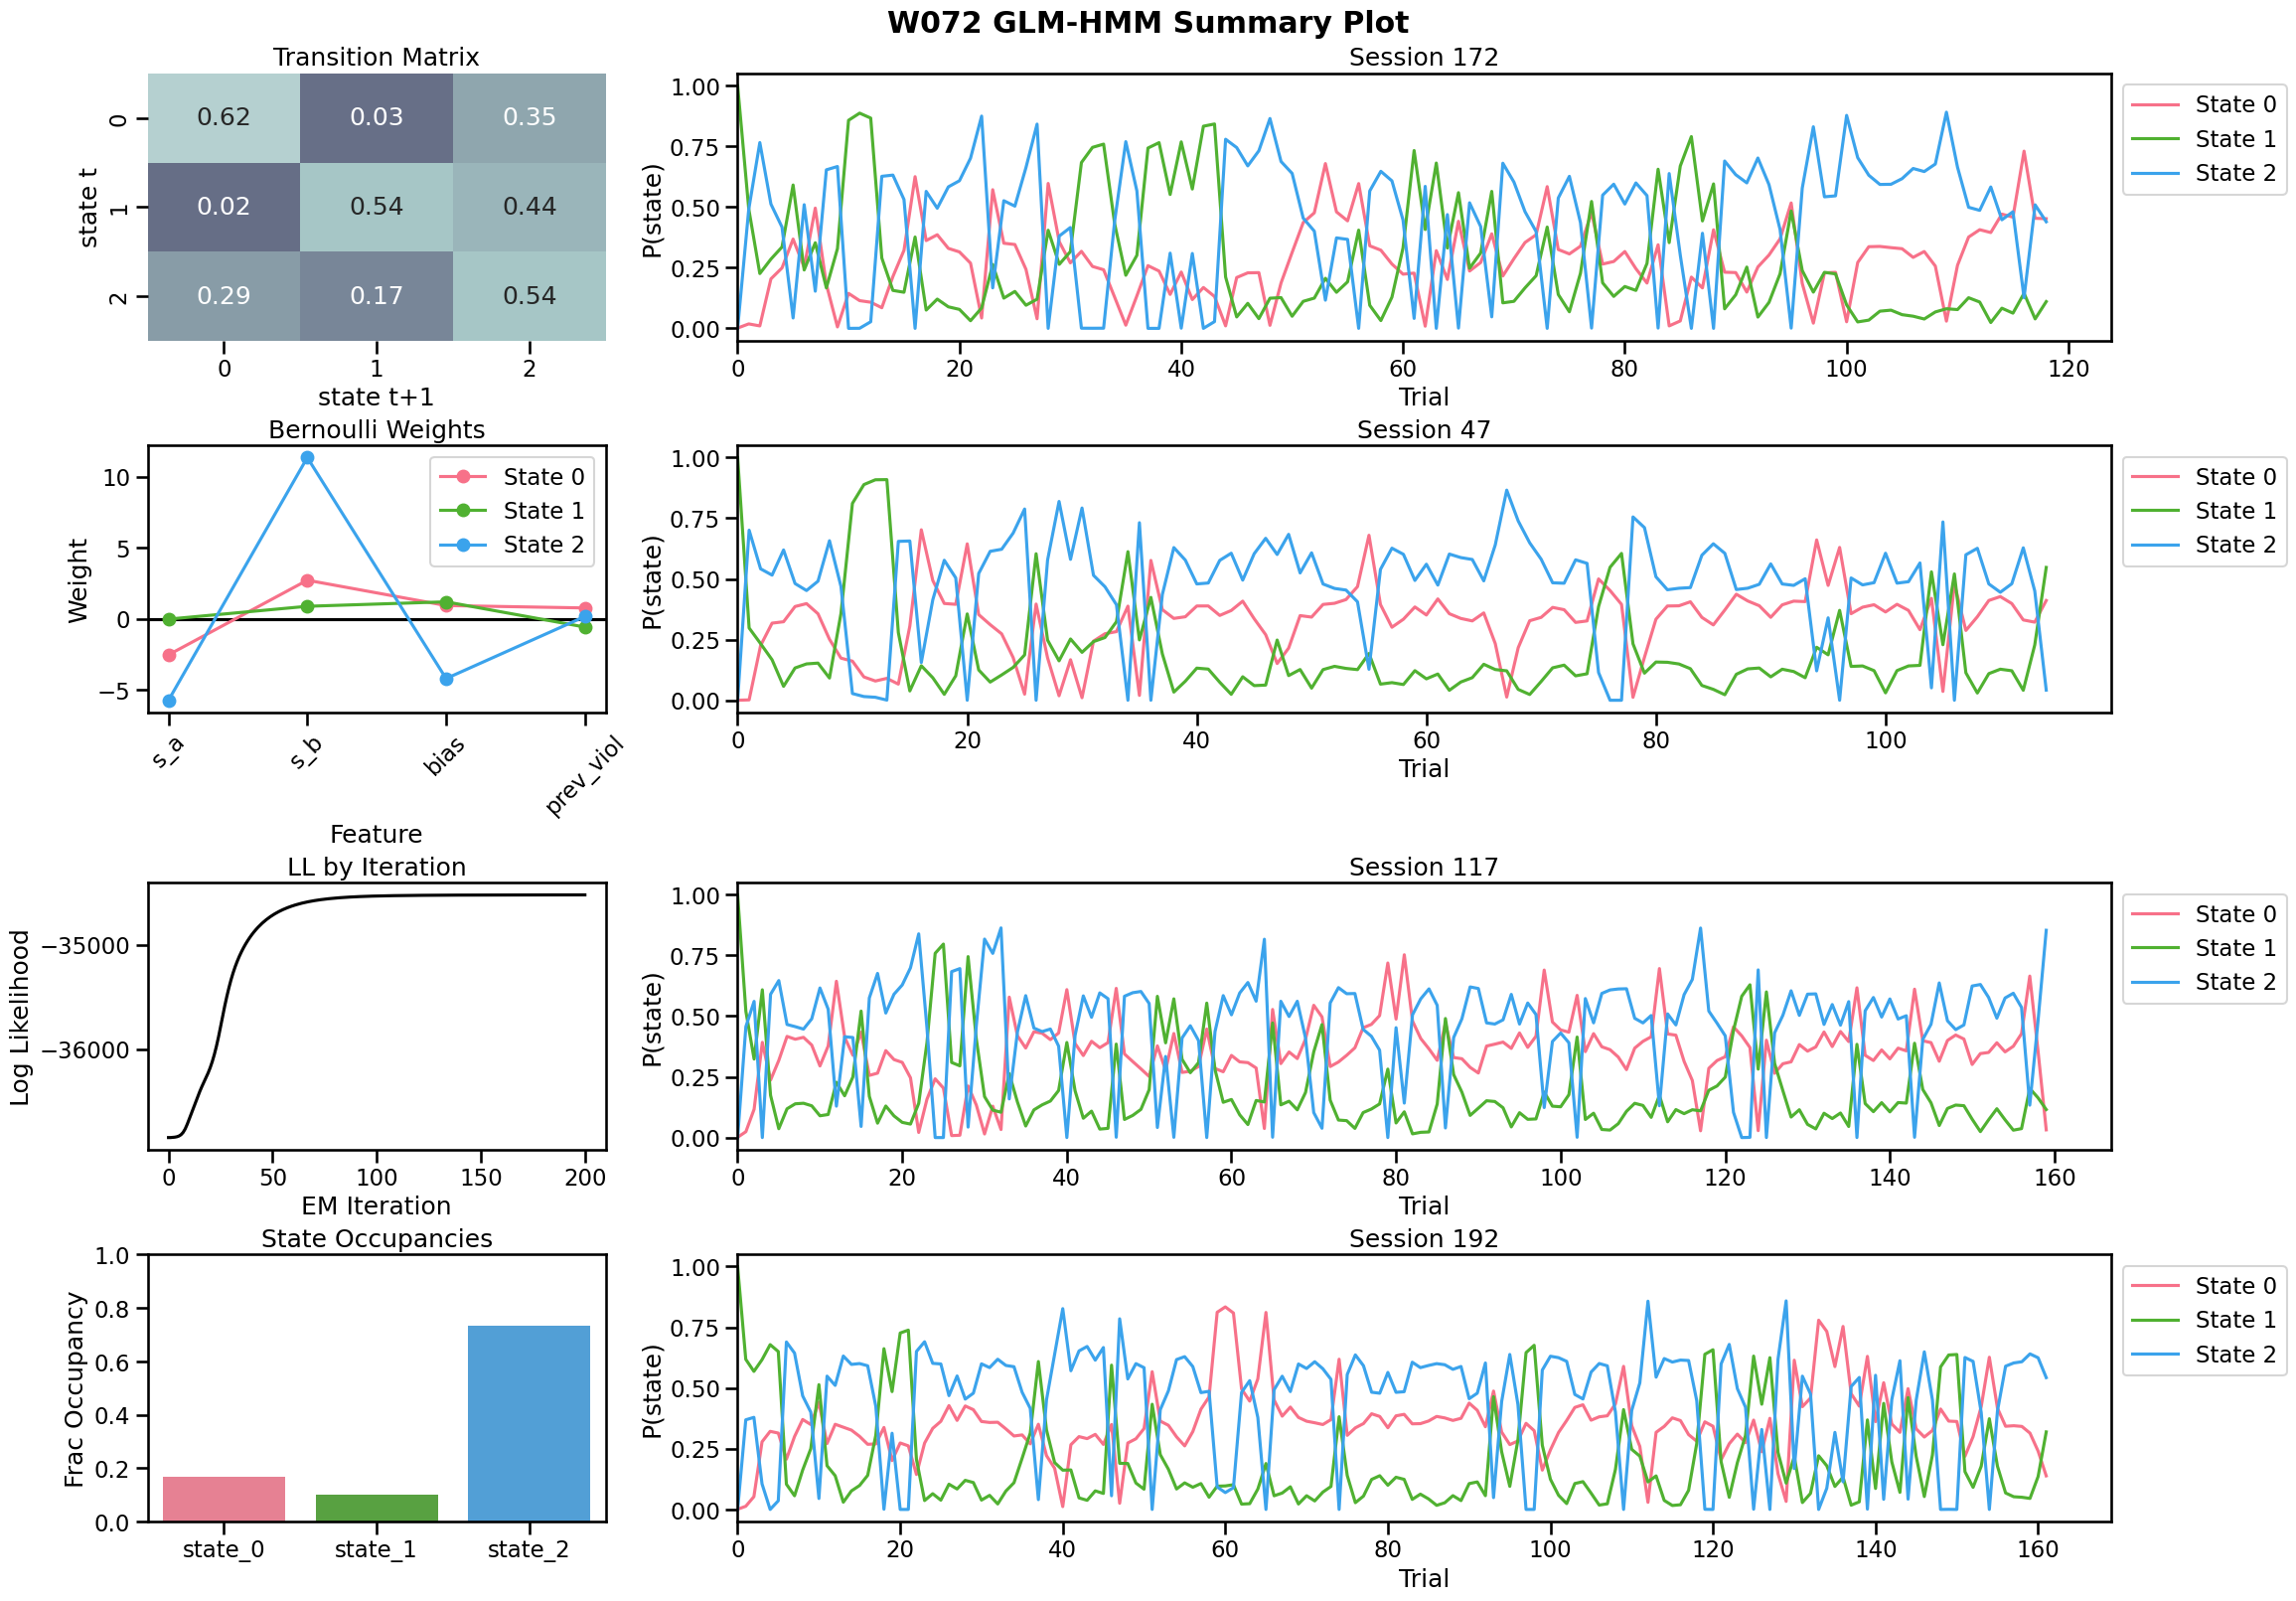 W072 GLM-HMM Summary Plot
Transition Matrix
state t
0
1
2
0.62 0.03 0.35
0.02 0.54 0.44
0.29 0.17 0.54
0 1 2
state t+1
Session 172
P(state)
1.00
0.75
0.50
0.25
0.00
0 20 40 60 80 100 120
Trial
State 0
State 1
State 2
Bernoulli Weights
Weight
10
5
0
−5
State 0
State 1
State 2
s_a s_b bias prev_viol
Feature
Session 47
P(state)
1.00
0.75
0.50
0.25
0.00
0 20 40 60 80 100
Trial
State 0
State 1
State 2
LL by Iteration
Log Likelihood
−35000
−36000
0 50 100 150 200
EM Iteration
Session 117
P(state)
1.00
0.75
0.50
0.25
0.00
0 20 40 60 80 100 120 140 160
Trial
State 0
State 1
State 2
State Occupancies
Frac Occupancy
1.0
0.8
0.6
0.4
0.2
0.0
state_0 state_1 state_2
Session 192
P(state)
1.00
0.75
0.50
0.25
0.00
0 20 40 60 80 100 120 140 160
Trial
State 0
State 1
State 2